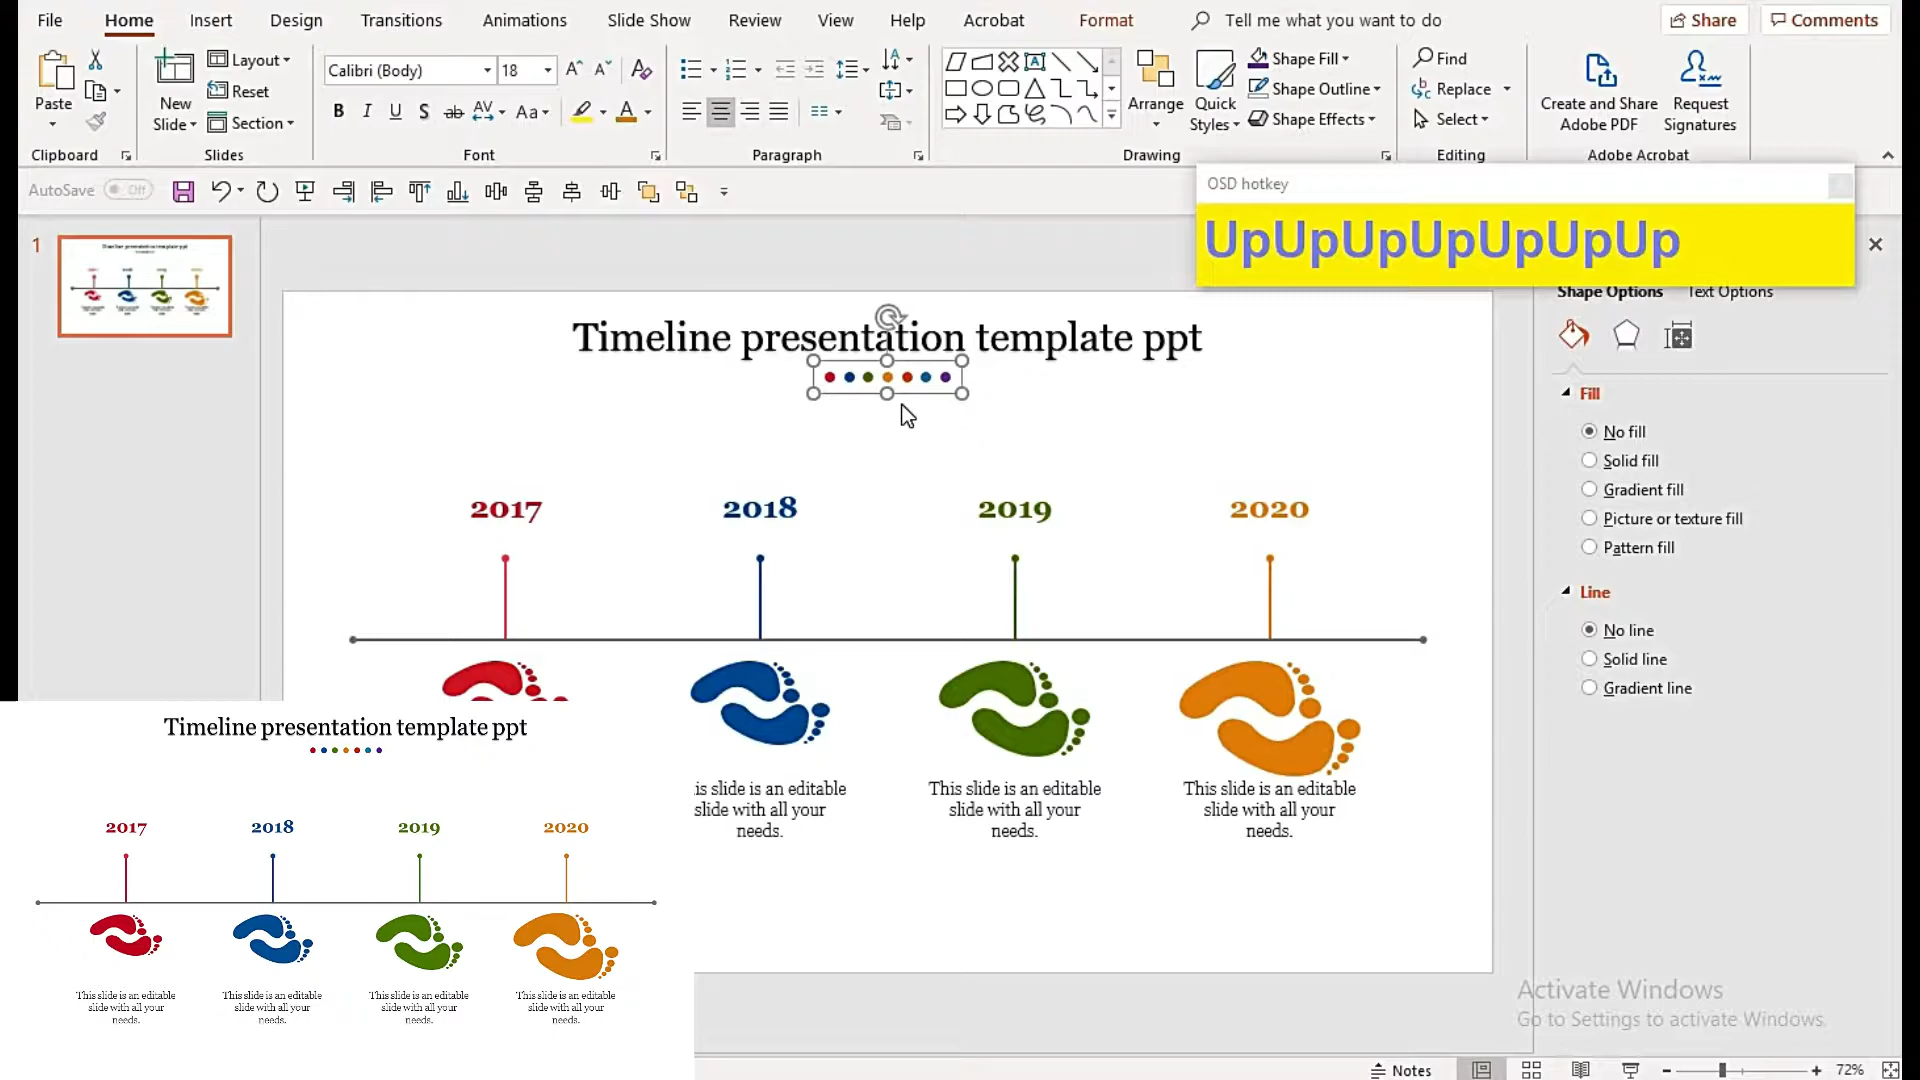 File Home Insert Design Transitions Animations Slide Show Review View Help Acrobat Format Tell me what you want to do Share Comments
Paste
New Slide
Layout
Reset
Section
Calibri (Body) 18
B I U S ab AV Aa A
Arrange
Quick Styles
Shape Fill
Shape Outline
Shape Effects
Find
Replace
Select
Create and Share Adobe PDF
Request Signatures
Clipboard Slides Font Paragraph Drawing Editing Adobe Acrobat
AutoSave Off
OSD hotkey
UpUpUpUpUpUpUp
1
Shape Options Text Options
Fill
No fill
Solid fill
Gradient fill
Picture or texture fill
Pattern fill
Line
No line
Solid line
Gradient line
Timeline presentation template ppt
2017 2018 2019 2020
is slide is an editable
slide with all your
needs.
This slide is an editable
slide with all your
needs.
This slide is an editable
slide with all your
needs.
Timeline presentation template ppt
2017 2018 2019 2020
This slide is an editable
slide with all your
needs.
This slide is an editable
slide with all your
needs.
This slide is an editable
slide with all your
needs.
This slide is an editable
slide with all your
needs.
Activate Windows
Go to Settings to activate Windows.
Notes 72%